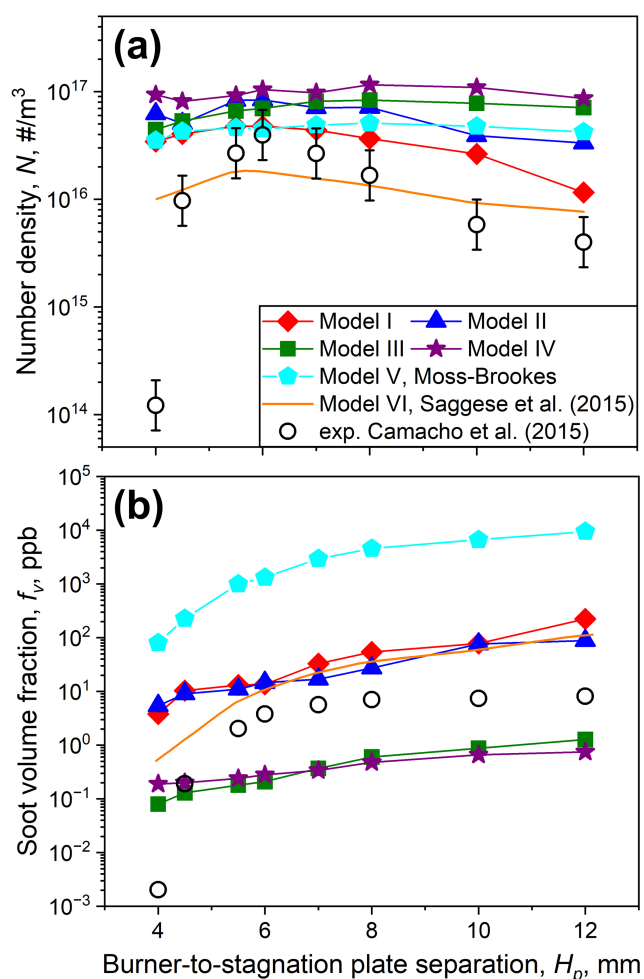 (a)
10¹⁷
10¹⁶
10¹⁵
10¹⁴
Number density, N, #/m³
Model I Model II
Model III Model IV
Model V, Moss-Brookes
Model VI, Saggese et al. (2015)
exp. Camacho et al. (2015)
(b)
10⁵
10⁴
10³
10²
10¹
10⁰
10⁻¹
10⁻²
10⁻³
Soot volume fraction, fᵥ, ppb
4 6 8 10 12
Burner-to-stagnation plate separation, Hₚ, mm